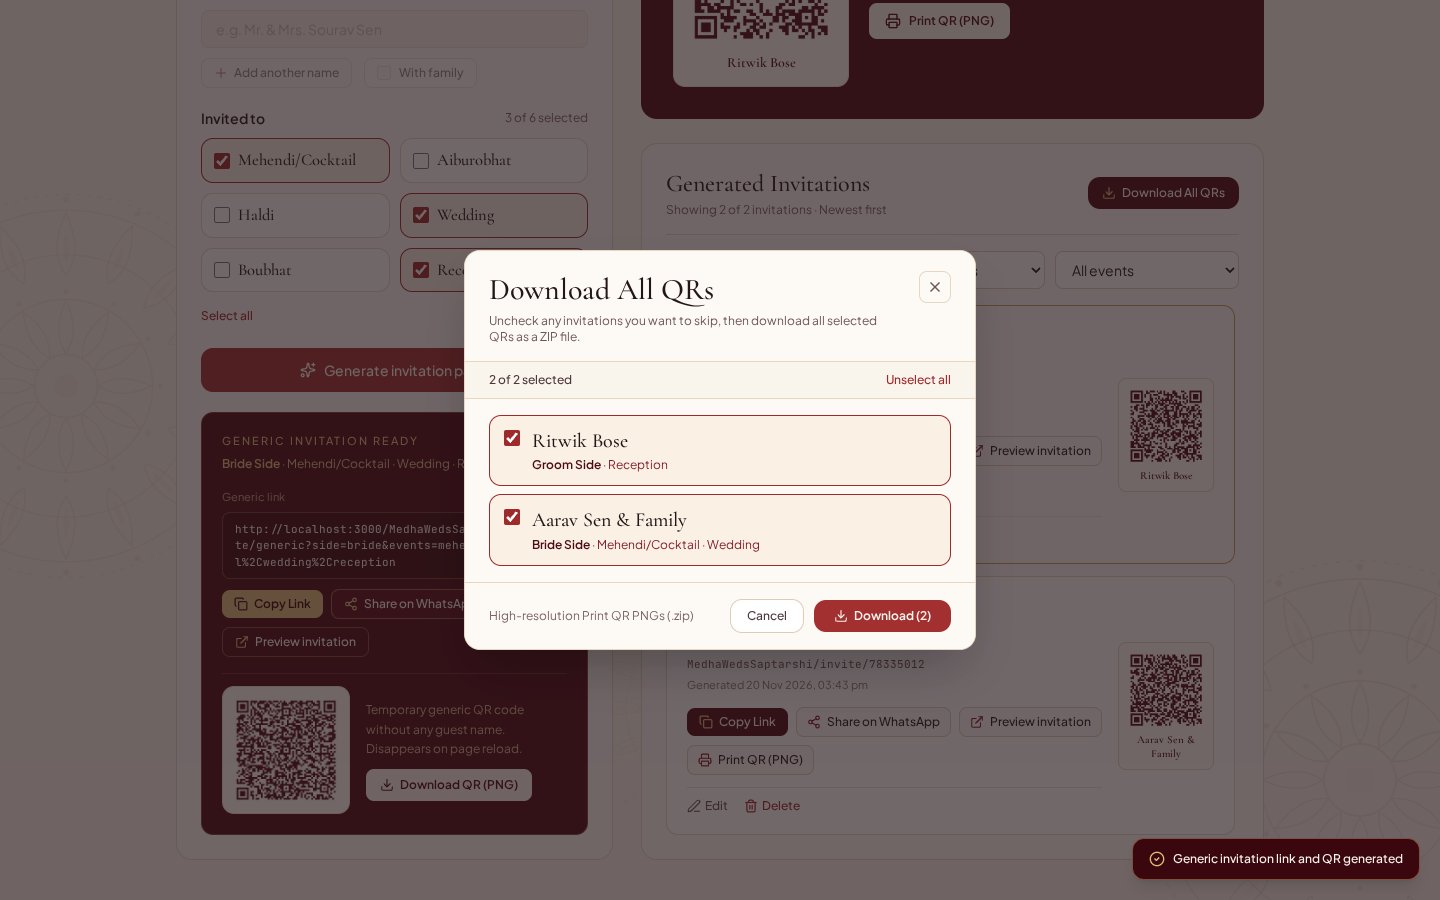 e.g. Mr. & Mrs. Sourav Sen
Add another name
With family
Invited to
3 of 6 selected
Mehendi/Cocktail
Aiburobhat
Haldi
Wedding
Boubhat
Select all
Generate invitation
GENERIC INVITATION READY
Bride Side · Mehendi/Cocktail · Wedding ·
Generic link
http://localhost:3000/MedhaWedsSa
te/generic?side=bride&events=mehe
l%2Cwedding%2Creception
Copy Link
Share on WhatsAp
Preview invitation
Temporary generic QR code
without any guest name.
Disappears on page reload.
Download QR (PNG)
Ritwik Bose
Print QR (PNG)
Generated Invitations
Showing 2 of 2 invitations · Newest first
Download All QRs
All events
Preview invitation
Ritwik Bose
MedhaWedsSaptarshi/invite/78335012
Generated 20 Nov 2026, 03:43 pm
Copy Link
Share on WhatsApp
Preview invitation
Print QR (PNG)
Edit
Delete
Aarav Sen &
Family
Download All QRs
Uncheck any invitations you want to skip, then download all selected
QRs as a ZIP file.
2 of 2 selected
Unselect all
Ritwik Bose
Groom Side · Reception
Aarav Sen & Family
Bride Side · Mehendi/Cocktail · Wedding
High-resolution Print QR PNGs (.zip)
Cancel
Download (2)
Generic invitation link and QR generated